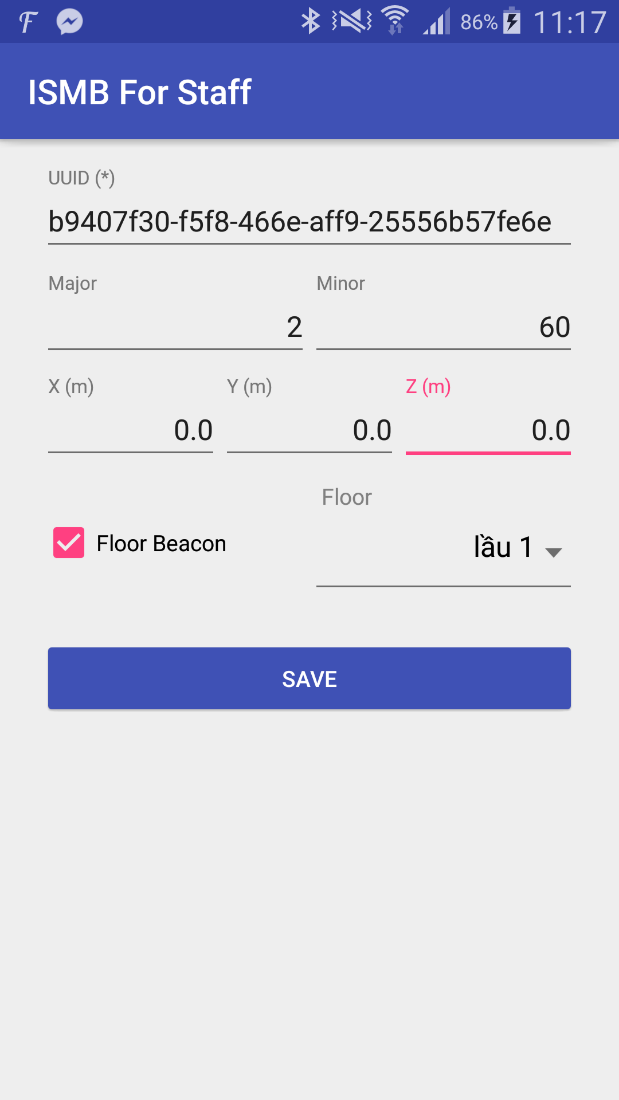 86% 11:17
ISMB For Staff
UUID (*)
b9407f30-f5f8-466e-aff9-25556b57fe6e
Major Minor
2 60
X (m) Y (m) Z (m)
0.0 0.0 0.0
Floor
Floor Beacon lầu 1
SAVE